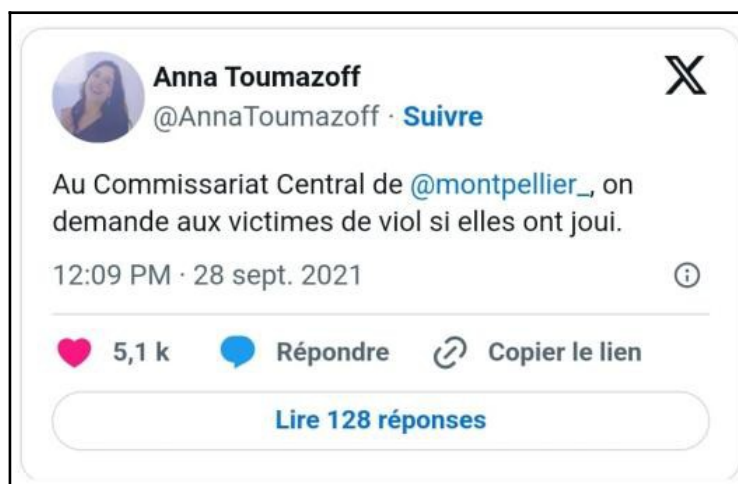 Anna Toumazoff
@AnnaToumazoff · Suivre
Au Commissariat Central de @montpellier_, on
demande aux victimes de viol si elles ont joui.
12:09 PM · 28 sept. 2021
5,1 k Répondre Copier le lien
Lire 128 réponses